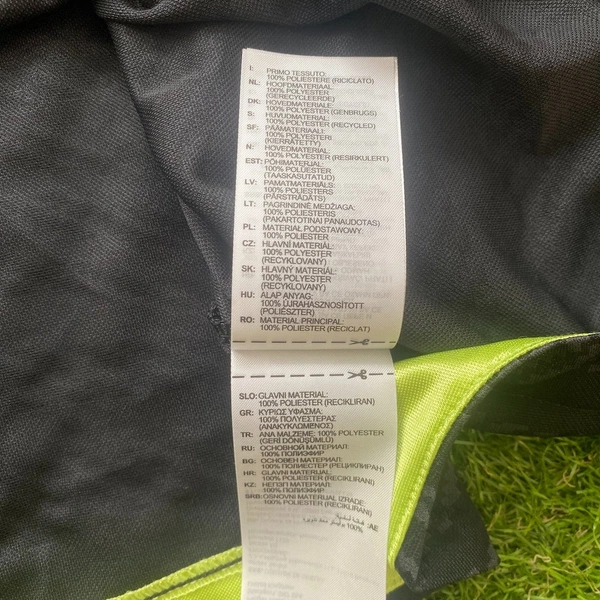 I: PRIMO TESSUTO:
100% POLIESTERE (RICICLATO)
NL: HOOFDMATERIAAL:
100% POLYESTER
(GERECYCLEERDE)
DK: HOVEDMATERIALE:
100% POLYESTER (GENBRUGS)
S: HUVUDMATERIAL:
100% POLYESTER (RECYCLED)
SF: PÄÄMATERIAALI:
100% POLYESTERI
(KIERRÄTETTY)
N: HOVEDMATERIAL:
100% POLYESTER (RESIRKULERT)
EST: PÕHIMATERJAL:
100% POLÜESTER
(TAASKASUTATUD)
LV: PAMATMATERIĀLS:
100% POLIESTERS
(PĀRSTRĀDĀTS)
LT: PAGRINDINĖ MEDŽIAGA:
100% POLIESTERIS
(PAKARTOTINAI PANAUDOTAS)
PL: MATERIAŁ PODSTAWOWY:
100% POLIESTER
CZ: HLAVNÍ MATERIÁL:
100% POLYESTER
(RECYKLOVANÝ)
SK: HLAVNÝ MATERIÁL:
100% POLYESTER
(RECYKLOVANÝ)
HU: ALAP ANYAG:
100% ÚJRAHASZNOSÍTOTT
(POLIÉSZTER)
RO: MATERIAL PRINCIPAL:
100% POLIESTER (RECICLAT)
SLO: GLAVNI MATERIAL:
100% POLIESTER (RECIKLIRAN)
GR: ΚΥΡΙΩΣ ΥΦΑΣΜΑ:
100% ΠΟΛΥΕΣΤΕΡΑΣ
(ΑΝΑΚΥΚΛΩΜΕΝΟΣ)
TR: ANA MALZEME: 100% POLYESTER
(GERİ DÖNÜŞÜMLÜ)
RU: ОСНОВНОЙ МАТЕРИАЛ:
100% ПОЛИЭФИР
BG: ОСНОВЕН МАТЕРИАЛ:
100% ПОЛИЕСТЕР (РЕЦИКЛИРАН)
HR: GLAVNI MATERIJAL:
100% POLIESTER (RECIKLIRANI)
KZ: НЕГІЗГІ МАТЕРИАЛ:
100% ПОЛИЭФИР
SRB: OSNOVNI MATERIJAL IZRADE:
100% POLIESTER (RECIKLIRANI)
AE:
100%